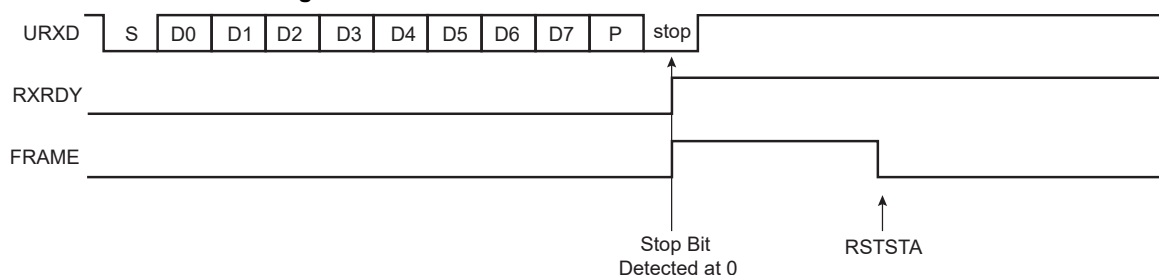 URXD S D0 D1 D2 D3 D4 D5 D6 D7 P stop
RXRDY
FRAME
Stop Bit
Detected at 0
RSTSTA